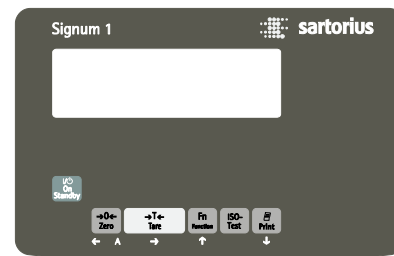 Signum 1
sartorius
I/⏻
On
Standby
→0←
Zero
→T←
Tare
Fn
Function
ISO-
Test
Print
← A → ↑ ↓